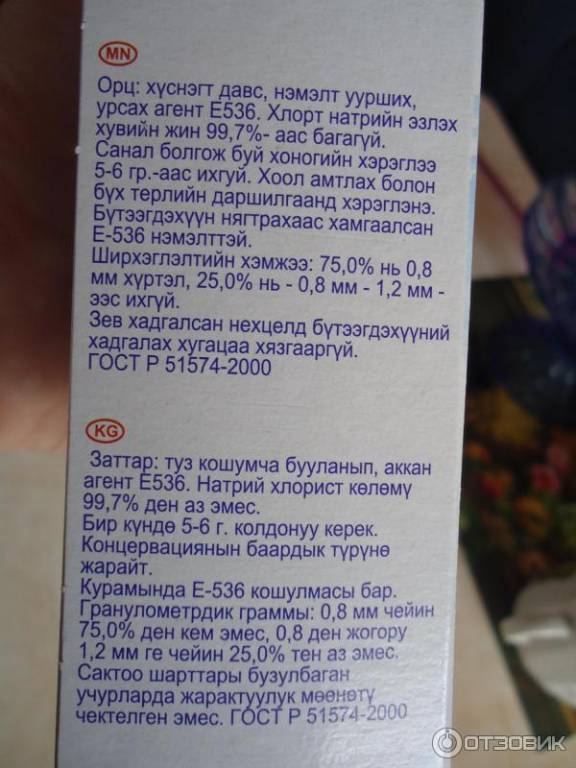 MN
Орц: хүснэгт давс, нэмэлт ууршиx,
урсах агент Е536. Хлорт натрийн эзлэх
хувийн жин 99,7%- аас багагүй.
Санал болгож буй хоногийн хэрэглээ
5-6 гр.-аас ихгуй. Хоол амтлах болон
бүх терлийн даршилгаанд хэрэглэнэ.
Бүтээгдэхүүн нягтрахаас хамгаалсан
Е-536 нэмэлттэй.
Ширхэглэлтийн хэмжээ: 75,0% нь 0,8
мм хүртэл, 25,0% нь - 0,8 мм - 1,2 мм -
ээс ихгүй.
Зев хадгалсан нехцелд бүтээгдэхүүний
хадгалах хугацаа хязгааргүй.
ГОСТ Р 51574-2000
KG
Заттар: туз кошумча бууланып, аккан
агент Е536. Натрий хлорист көлөмү
99,7% ден аз эмес.
Бир күндө 5-6 г. колдонуу керек.
Концервациянын баардык түрүнө
жарайт.
Курамында Е-536 кошулмасы бар.
Гранулометрдик граммы: 0,8 мм чейин
75,0% ден кем эмес, 0,8 ден жогору
1,2 мм ге чейин 25,0% тен аз эмес.
Сактоо шарттары бузулбаган
учурларда жарактуулук мөөнөтү
чектелген эмес. ГОСТ Р 51574-2000
ОТЗОВИК